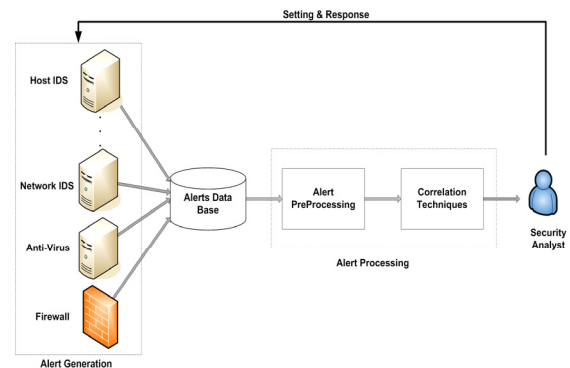 Setting & Response
Host IDS
Network IDS
Anti-Virus
Firewall
Alert Generation
Alerts Data
Base
Alert
PreProcessing
Correlation
Techniques
Alert Processing
Security
Analyst